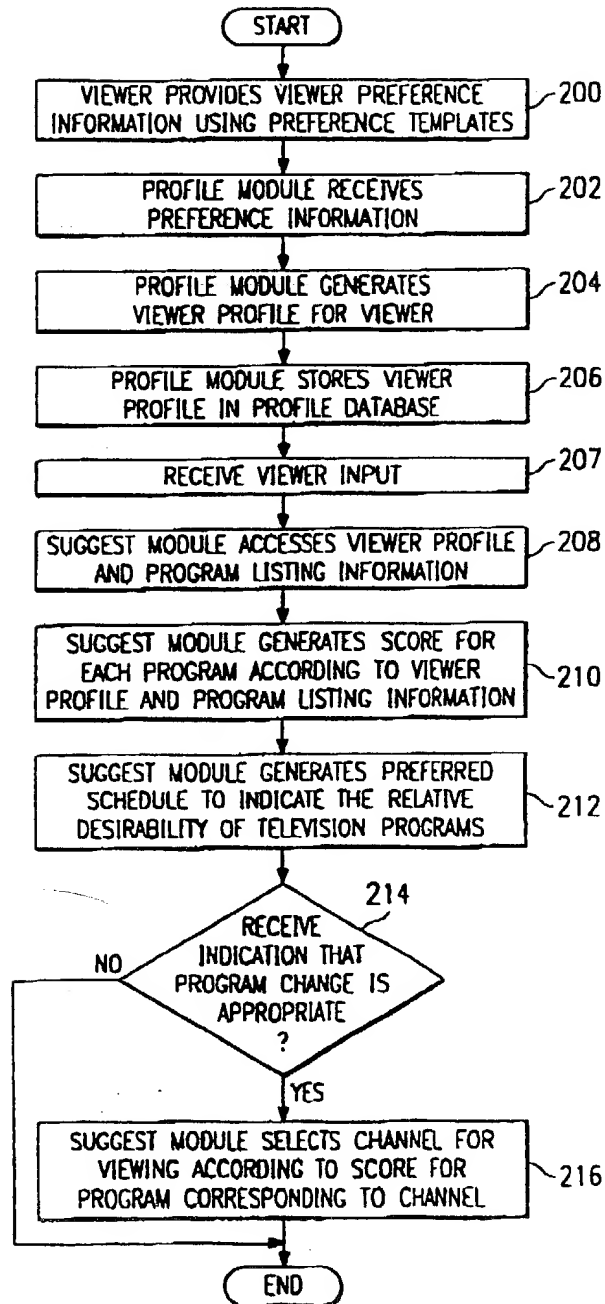 START
VIEWER PROVIDES VIEWER PREFERENCE
INFORMATION USING PREFERENCE TEMPLATES
200
PROFILE MODULE RECEIVES
PREFERENCE INFORMATION
202
PROFILE MODULE GENERATES
VIEWER PROFILE FOR VIEWER
204
PROFILE MODULE STORES VIEWER
PROFILE IN PROFILE DATABASE
206
RECEIVE VIEWER INPUT
207
SUGGEST MODULE ACCESSES VIEWER PROFILE
AND PROGRAM LISTING INFORMATION
208
SUGGEST MODULE GENERATES SCORE FOR
EACH PROGRAM ACCORDING TO VIEWER
PROFILE AND PROGRAM LISTING INFORMATION
210
SUGGEST MODULE GENERATES PREFERRED
SCHEDULE TO INDICATE THE RELATIVE
DESIRABILITY OF TELEVISION PROGRAMS
212
214
RECEIVE
INDICATION THAT
PROGRAM CHANGE IS
APPROPRIATE
?
NO
YES
SUGGEST MODULE SELECTS CHANNEL FOR
VIEWING ACCORDING TO SCORE FOR
PROGRAM CORRESPONDING TO CHANNEL
216
END